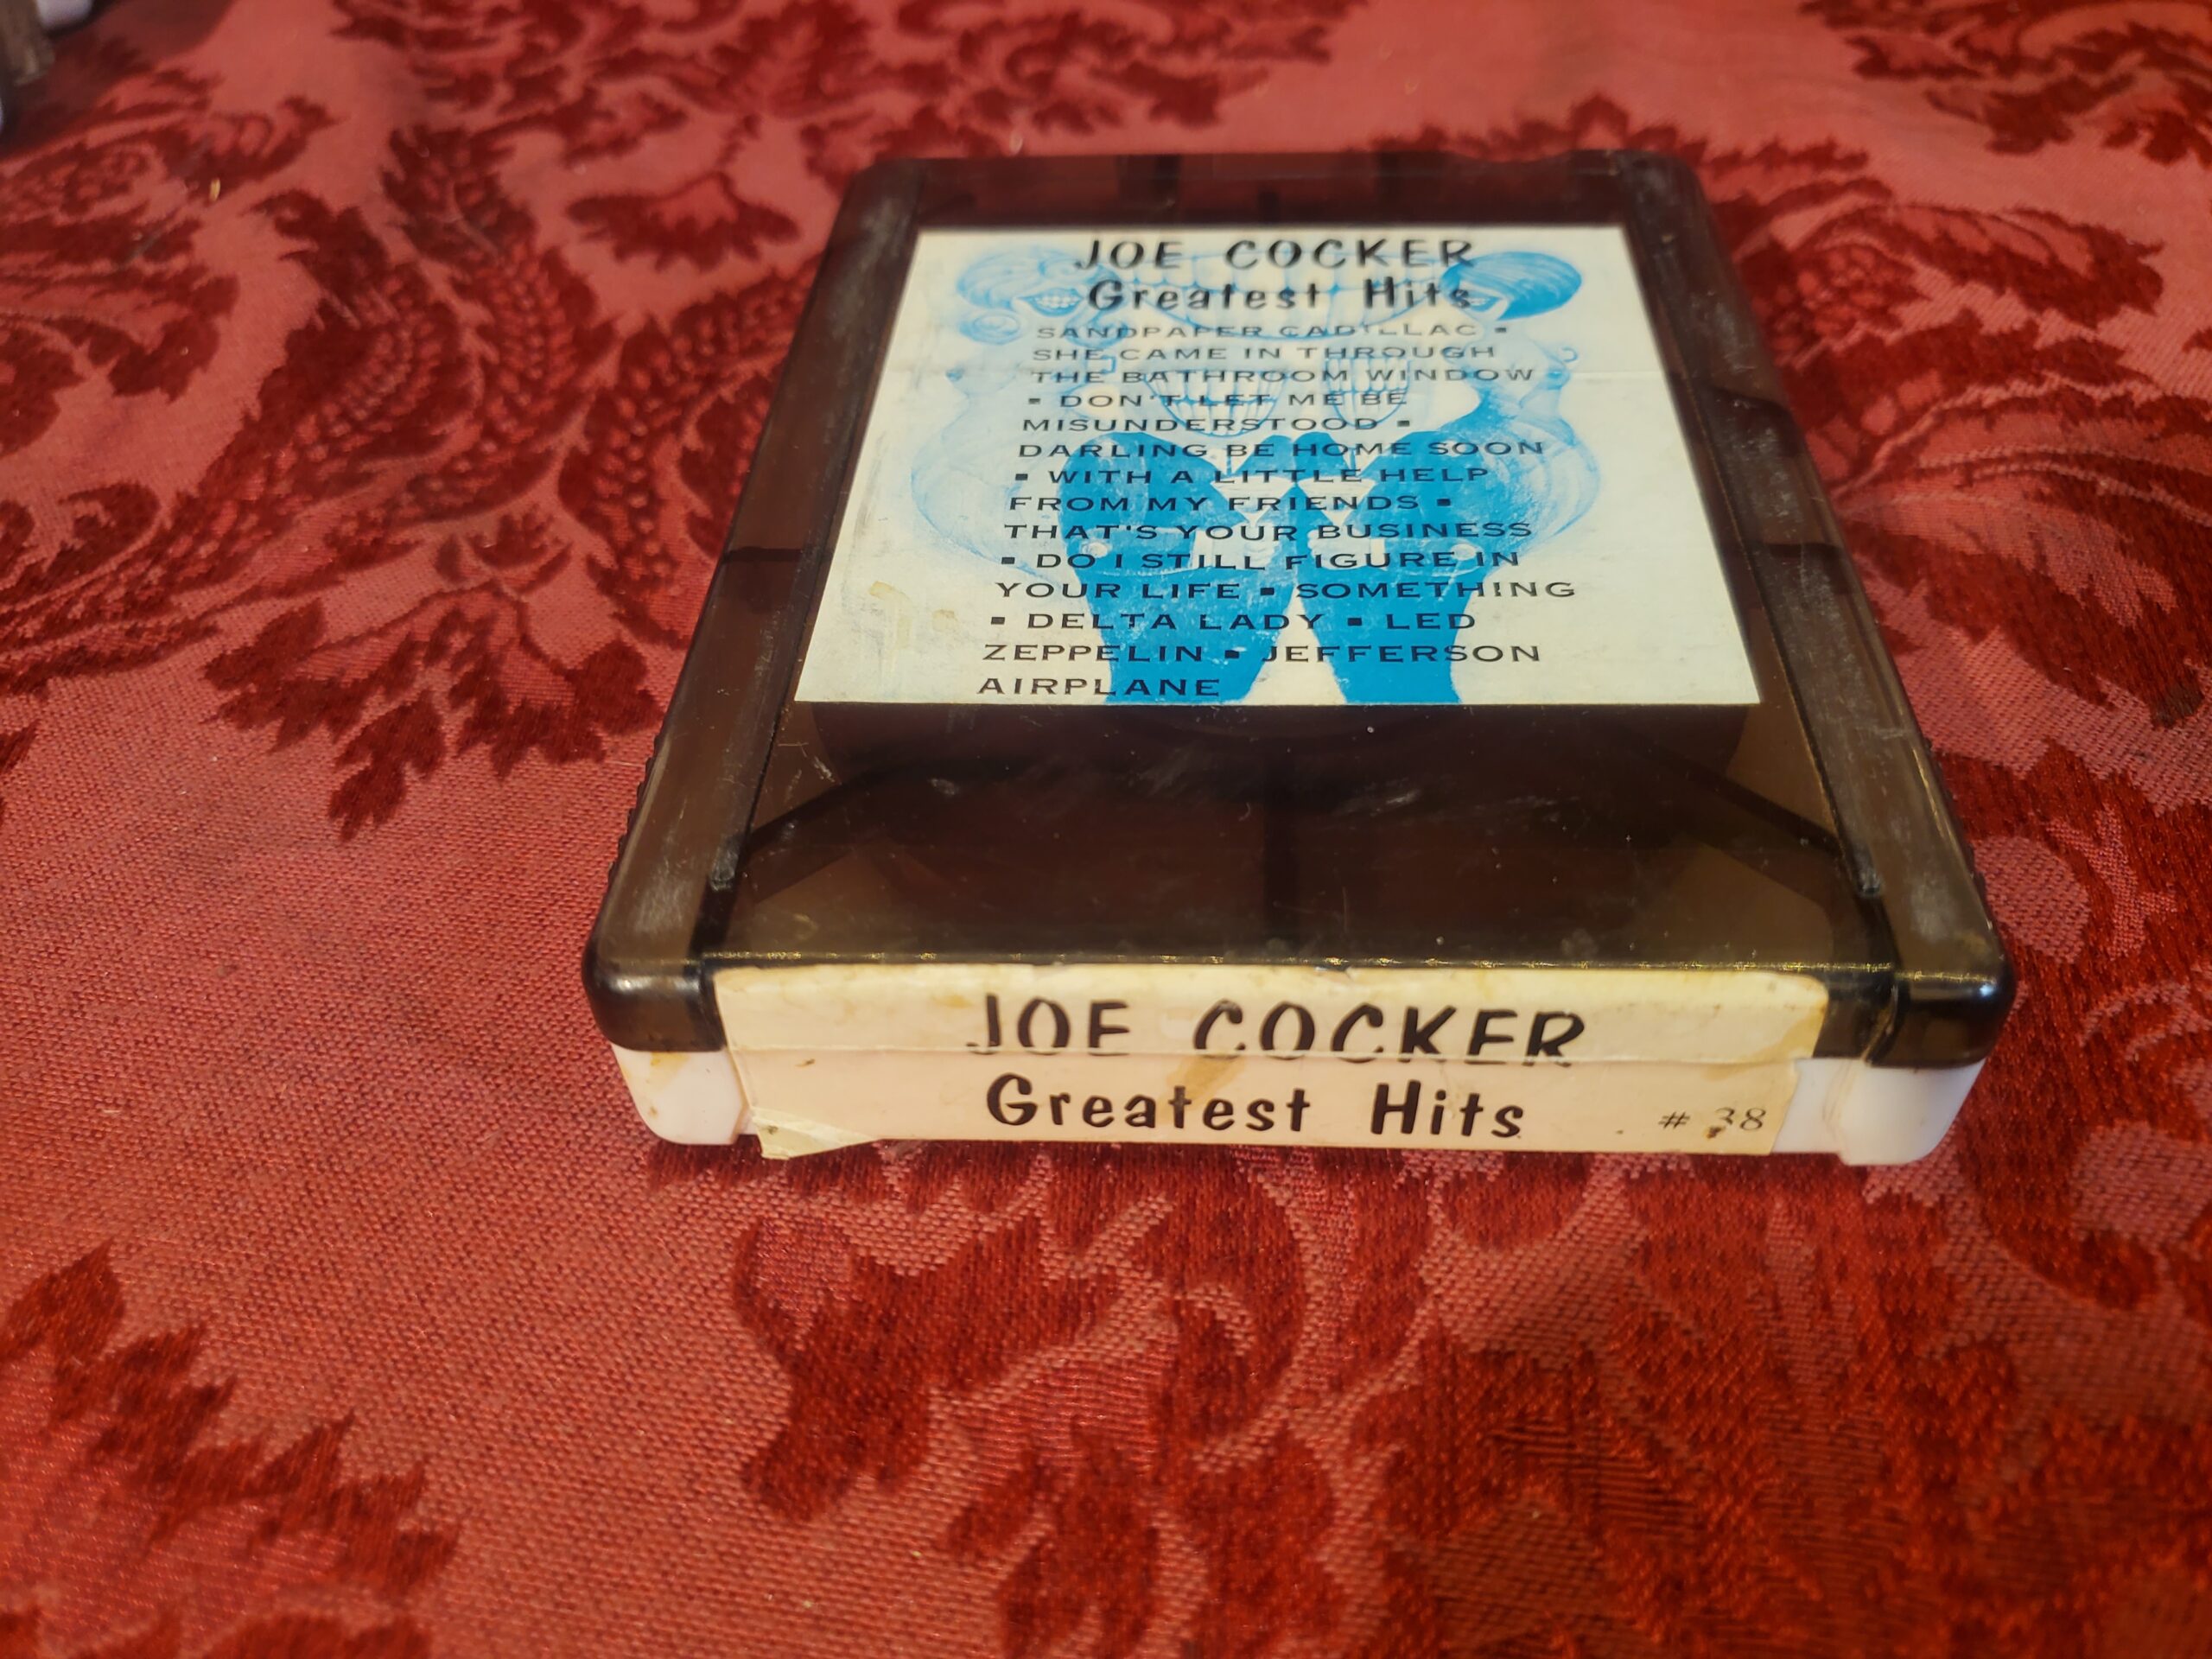 JOE COCKER
Greatest Hits
SANDPAPER CADILLAC ▪
SHE CAME IN THROUGH
THE BATHROOM WINDOW
▪ DON'T LET ME BE
MISUNDERSTOOD ▪
DARLING BE HOME SOON
▪ WITH A LITTLE HELP
FROM MY FRIENDS ▪
THAT'S YOUR BUSINESS
▪ DO I STILL FIGURE IN
YOUR LIFE ▪ SOMETHING
▪ DELTA LADY ▪ LED
ZEPPELIN ▪ JEFFERSON
AIRPLANE
JOE COCKER
Greatest Hits # 38